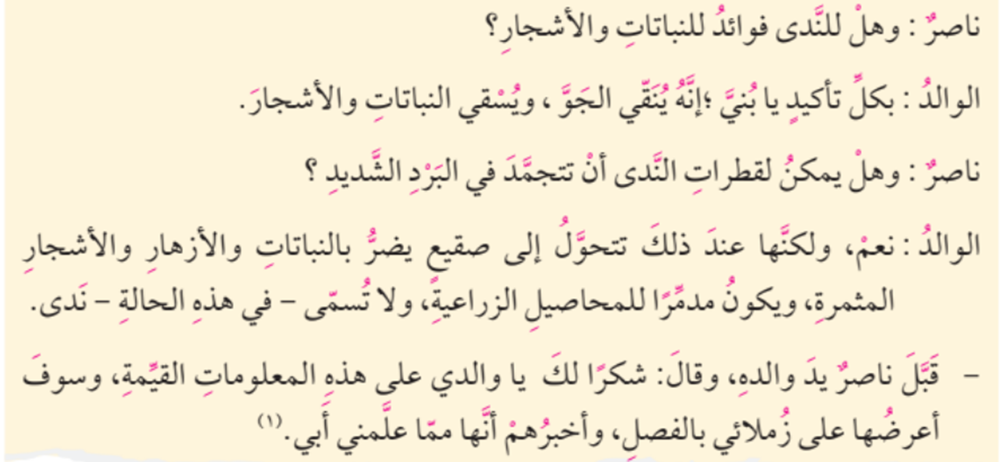 ناصرٌ : وهلْ للنَّدى فوائدُ للنباتاتِ والأشجارِ؟
الوالدُ : بكلِّ تأكيدٍ يا بُنيَّ ؛إنَّهُ يُنَقّي الجَوَّ ، ويُسْقي النباتاتِ والأشجارَ.
ناصرٌ : وهلْ يمكنُ لقطراتِ النَّدى أنْ تتجمَّدَ في البَرْدِ الشَّديدِ ؟
الوالدُ : نعمْ، ولكنَّها عندَ ذلكَ تتحوَّلُ إلى صقيع يضرُّ بالنباتاتِ والأزهارِ والأشجارِ
المثمرةِ، ويكونُ مدمِّرًا للمحاصيلِ الزراعيةِ، ولا تُسمّى – في هذهِ الحالةِ – نَدى.
– قَبَّلَ ناصرٌ يدَ والدهِ، وقالَ: شكرًا لكَ يا والدي على هذهِ المعلوماتِ القيِّمةِ، وسوفَ
أعرضُها على زُملائي بالفصلِ، وأخبرُهمْ أنَّها ممّا علَّمني أَبي.(١)